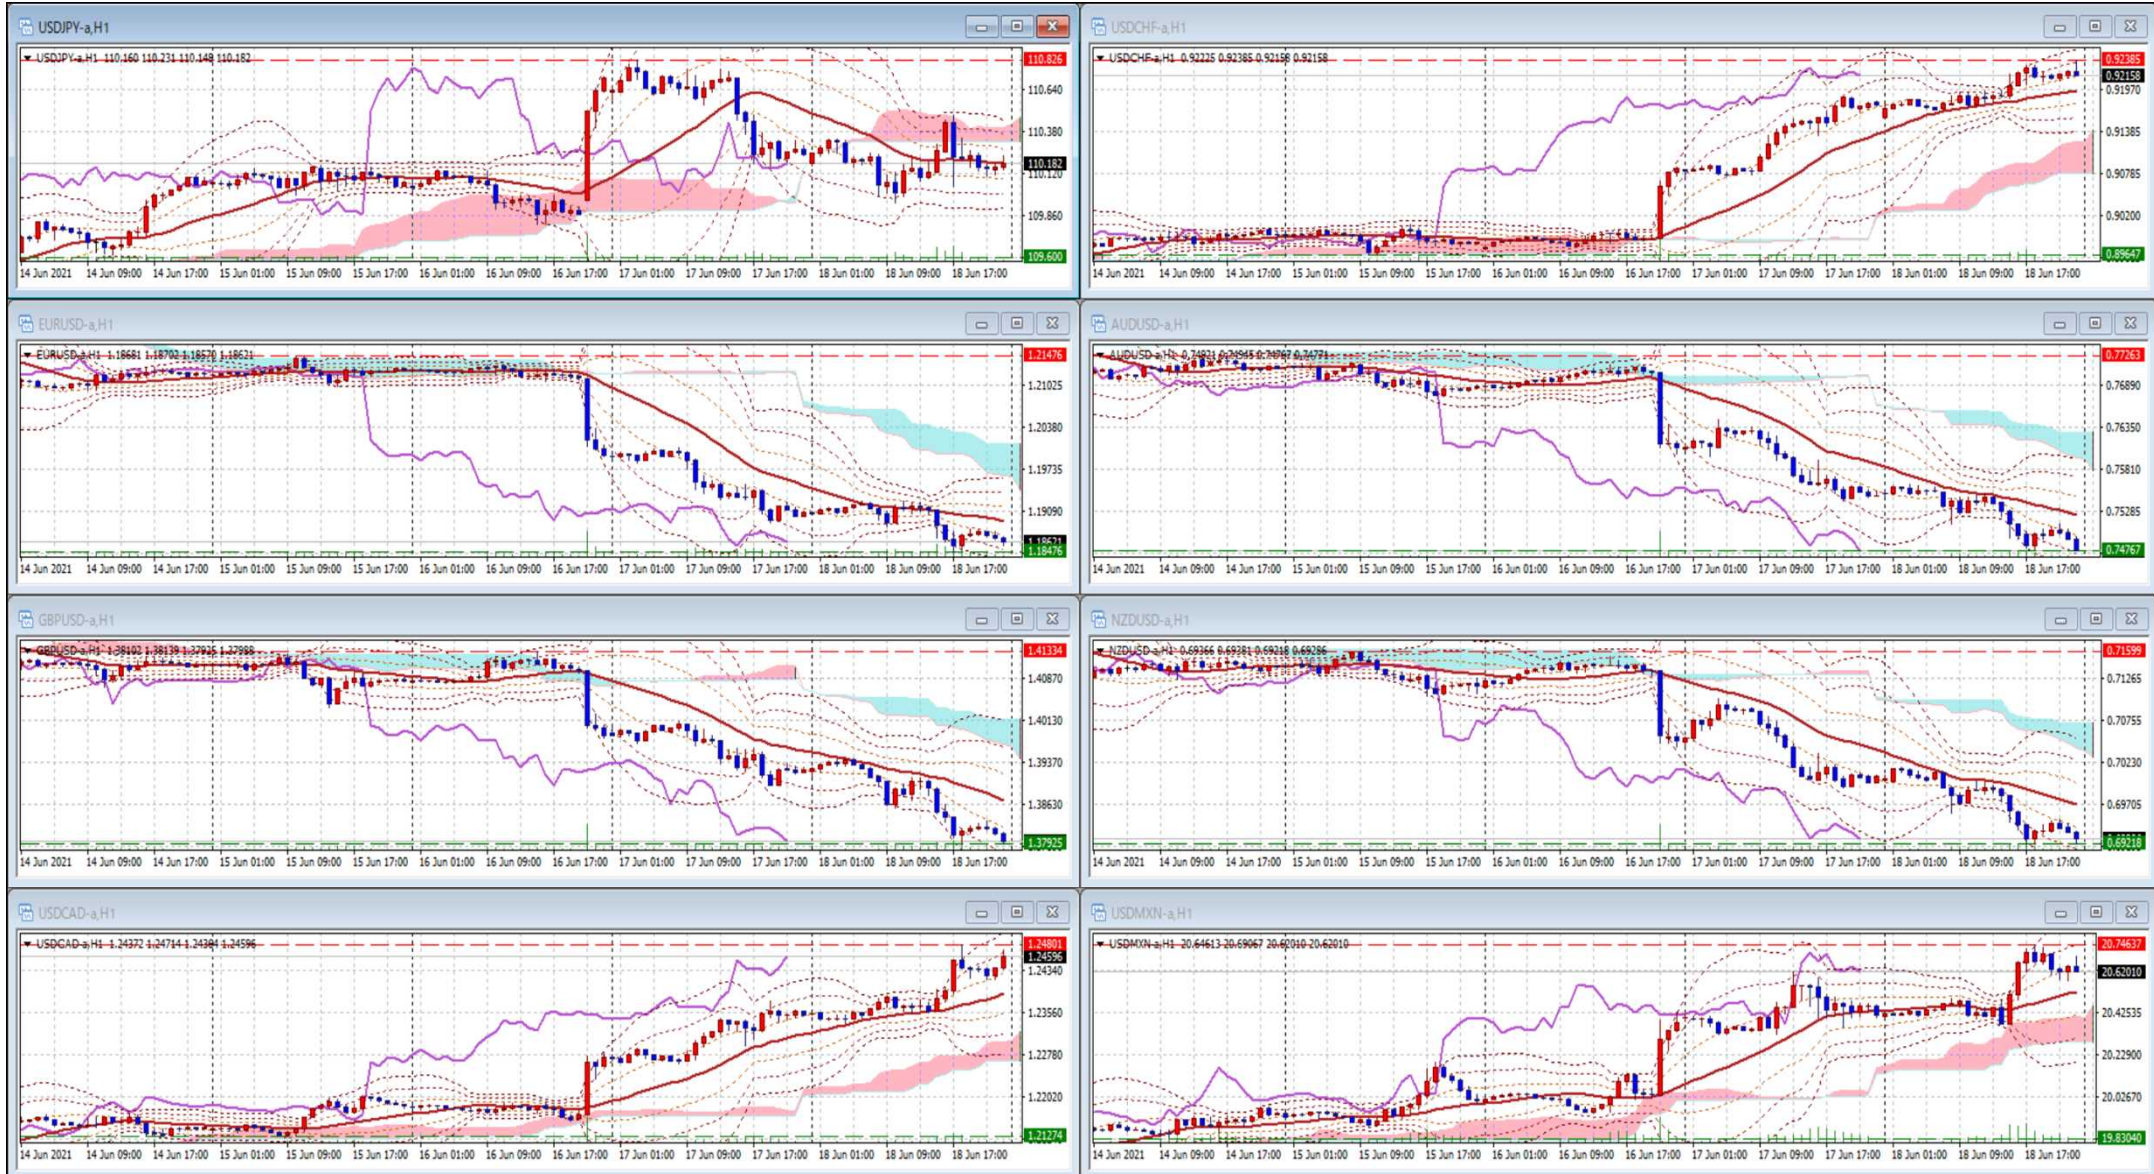 USDJPY-a,H1
USDJPY-a,H1 110.160 110.231 110.148 110.182
110.826
110.640
110.380
110.182
110.120
109.860
109.600
14 Jun 2021 14 Jun 09:00 14 Jun 17:00 15 Jun 01:00 15 Jun 09:00 15 Jun 17:00 16 Jun 01:00 16 Jun 09:00 16 Jun 17:00 17 Jun 01:00 17 Jun 09:00 17 Jun 17:00 18 Jun 01:00 18 Jun 09:00 18 Jun 17:00
USDCHF-a,H1
USDCHF-a,H1 0.92225 0.92385 0.92158 0.92158
0.92385
0.92158
0.91970
0.91385
0.90785
0.90200
0.89647
14 Jun 2021 14 Jun 09:00 14 Jun 17:00 15 Jun 01:00 15 Jun 09:00 15 Jun 17:00 16 Jun 01:00 16 Jun 09:00 16 Jun 17:00 17 Jun 01:00 17 Jun 09:00 17 Jun 17:00 18 Jun 01:00 18 Jun 09:00 18 Jun 17:00
EURUSD-a,H1
EURUSD-a,H1 1.18681 1.18702 1.18570 1.18621
1.21476
1.21025
1.20380
1.19735
1.19090
1.18621
1.18476
14 Jun 2021 14 Jun 09:00 14 Jun 17:00 15 Jun 01:00 15 Jun 09:00 15 Jun 17:00 16 Jun 01:00 16 Jun 09:00 16 Jun 17:00 17 Jun 01:00 17 Jun 09:00 17 Jun 17:00 18 Jun 01:00 18 Jun 09:00 18 Jun 17:00
AUDUSD-a,H1
AUDUSD-a,H1
0.77263
0.76890
0.76350
0.75810
0.75285
0.74767
14 Jun 2021 14 Jun 09:00 14 Jun 17:00 15 Jun 01:00 15 Jun 09:00 15 Jun 17:00 16 Jun 01:00 16 Jun 09:00 16 Jun 17:00 17 Jun 01:00 17 Jun 09:00 17 Jun 17:00 18 Jun 01:00 18 Jun 09:00 18 Jun 17:00
GBPUSD-a,H1
GBPUSD-a,H1 1.38102 1.38139 1.37925 1.37988
1.41334
1.40870
1.40130
1.39370
1.38630
1.37925
14 Jun 2021 14 Jun 09:00 14 Jun 17:00 15 Jun 01:00 15 Jun 09:00 15 Jun 17:00 16 Jun 01:00 16 Jun 09:00 16 Jun 17:00 17 Jun 01:00 17 Jun 09:00 17 Jun 17:00 18 Jun 01:00 18 Jun 09:00 18 Jun 17:00
NZDUSD-a,H1
NZDUSD-a,H1 0.69366 0.69381 0.69218 0.69286
0.71599
0.71265
0.70755
0.70230
0.69705
0.69218
14 Jun 2021 14 Jun 09:00 14 Jun 17:00 15 Jun 01:00 15 Jun 09:00 15 Jun 17:00 16 Jun 01:00 16 Jun 09:00 16 Jun 17:00 17 Jun 01:00 17 Jun 09:00 17 Jun 17:00 18 Jun 01:00 18 Jun 09:00 18 Jun 17:00
USDCAD-a,H1
USDCAD-a,H1 1.24372 1.24714 1.24304 1.24596
1.24801
1.24596
1.24340
1.23560
1.22780
1.22020
1.21274
14 Jun 2021 14 Jun 09:00 14 Jun 17:00 15 Jun 01:00 15 Jun 09:00 15 Jun 17:00 16 Jun 01:00 16 Jun 09:00 16 Jun 17:00 17 Jun 01:00 17 Jun 09:00 17 Jun 17:00 18 Jun 01:00 18 Jun 09:00 18 Jun 17:00
USDMXN-a,H1
USDMXN-a,H1 20.64613 20.69067 20.62010 20.62010
20.74637
20.62010
20.42535
20.22900
20.02670
19.83040
14 Jun 2021 14 Jun 09:00 14 Jun 17:00 15 Jun 01:00 15 Jun 09:00 15 Jun 17:00 16 Jun 01:00 16 Jun 09:00 16 Jun 17:00 17 Jun 01:00 17 Jun 09:00 17 Jun 17:00 18 Jun 01:00 18 Jun 09:00 18 Jun 17:00